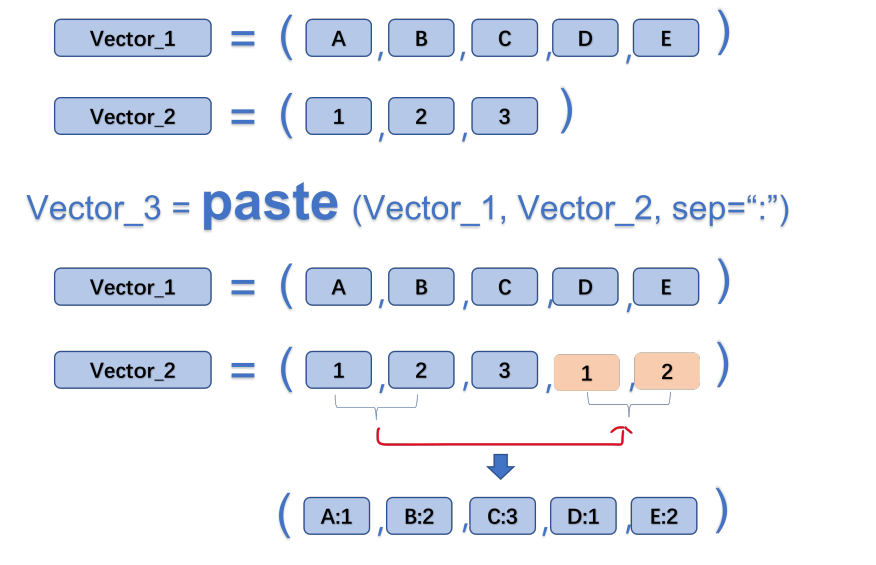 Vector_1 = ( A , B , C , D , E )
Vector_2 = ( 1 , 2 , 3 )
Vector_3 = paste (Vector_1, Vector_2, sep=“:”)
Vector_1 = ( A , B , C , D , E )
Vector_2 = ( 1 , 2 , 3 , 1 , 2 )
( A:1 , B:2 , C:3 , D:1 , E:2 )